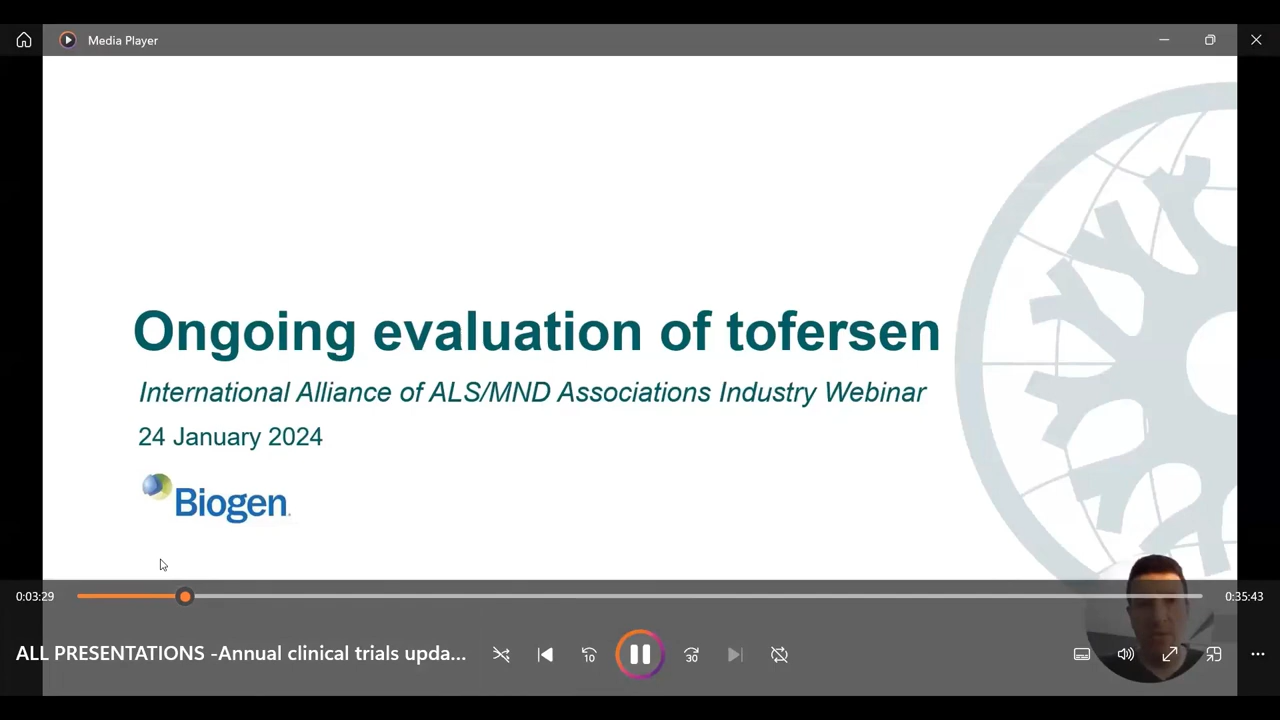 Media Player
Ongoing evaluation of tofersen
International Alliance of ALS/MND Associations Industry Webinar
24 January 2024
Biogen
0:03:29
0:35:43
ALL PRESENTATIONS -Annual clinical trials upda...
10
30